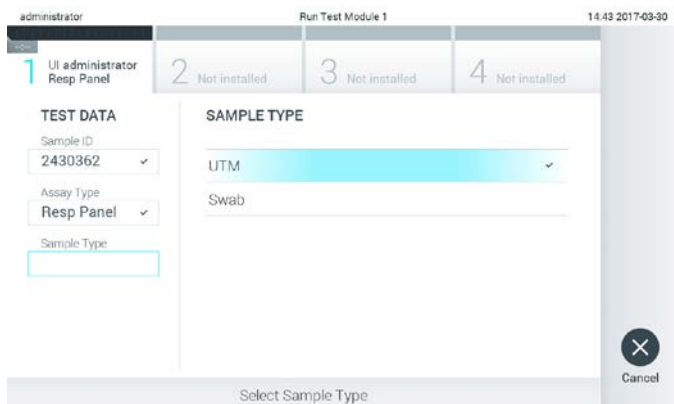 administrator Run Test Module 1 14.43 2017-03-30
1 UI administrator
Resp Panel
2 Not installed
3 Not installed
4 Not installed
TEST DATA
Sample ID
2430362
Assay Type
Resp Panel
Sample Type
SAMPLE TYPE
UTM
Swab
Cancel
Select Sample Type